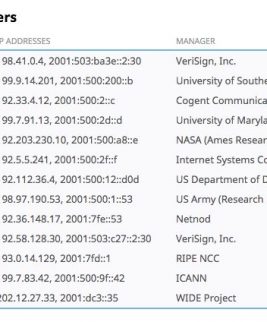 ers
P ADDRESSES MANAGER
98.41.0.4, 2001:503:ba3e::2:30 VeriSign, Inc.
99.9.14.201, 2001:500:200::b University of Southe
92.33.4.12, 2001:500:2::c Cogent Communica
99.7.91.13, 2001:500:2d::d University of Maryla
92.203.230.10, 2001:500:a8::e NASA (Ames Resear
92.5.5.241, 2001:500:2f::f Internet Systems Co
92.112.36.4, 2001:500:12::d0d US Department of D
98.97.190.53, 2001:500:1::53 US Army (Research
92.36.148.17, 2001:7fe::53 Netnod
92.58.128.30, 2001:503:c27::2:30 VeriSign, Inc.
93.0.14.129, 2001:7fd::1 RIPE NCC
99.7.83.42, 2001:500:9f::42 ICANN
202.12.27.33, 2001:dc3::35 WIDE Project